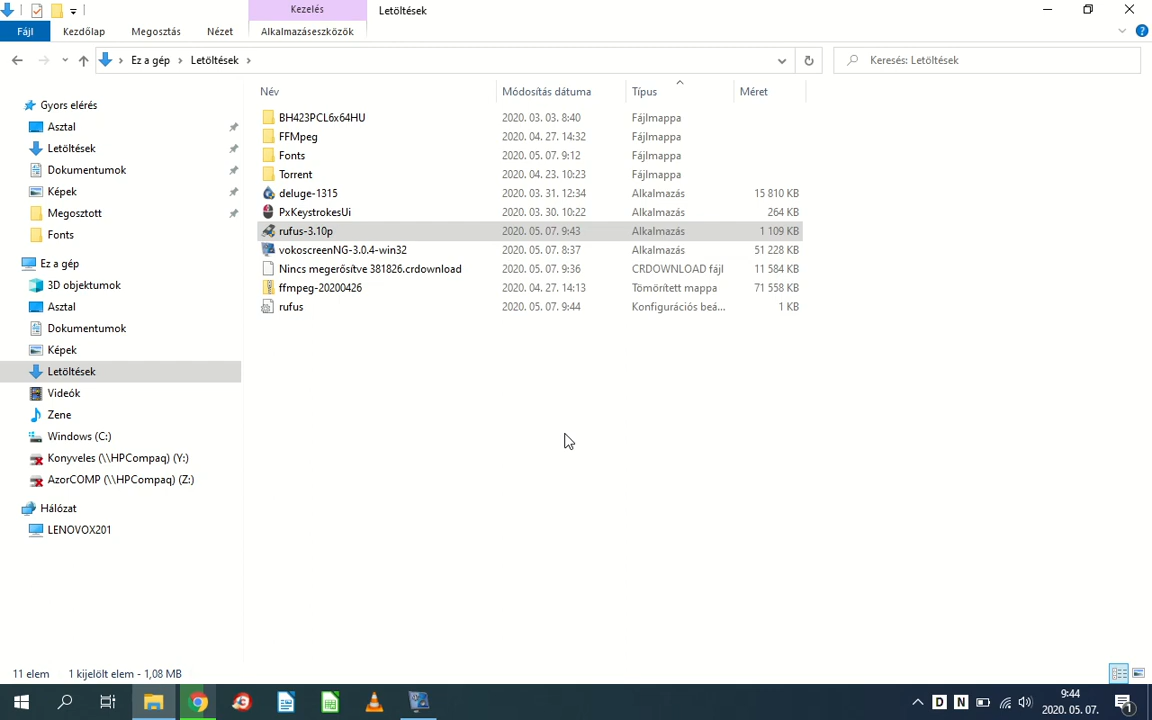 Kezelés
Letöltések
Fájl
Kezdőlap
Megosztás
Nézet
Alkalmazáseszközök
Ez a gép
Letöltések
Keresés: Letöltések
Név
Módosítás dátuma
Típus
Méret
BH423PCL6x64HU 2020. 03. 03. 8:40 Fájlmappa
FFMpeg 2020. 04. 27. 14:32 Fájlmappa
Fonts 2020. 05. 07. 9:12 Fájlmappa
Torrent 2020. 04. 23. 10:23 Fájlmappa
deluge-1315 2020. 03. 31. 12:34 Alkalmazás 15 810 KB
PxKeystrokesUi 2020. 03. 30. 10:22 Alkalmazás 264 KB
rufus-3.10p 2020. 05. 07. 9:43 Alkalmazás 1 109 KB
vokoscreenNG-3.0.4-win32 2020. 05. 07. 8:37 Alkalmazás 51 228 KB
Nincs megerősítve 381826.crdownload 2020. 05. 07. 9:36 CRDOWNLOAD fájl 11 584 KB
ffmpeg-20200426 2020. 04. 27. 14:13 Tömörített mappa 71 558 KB
rufus 2020. 05. 07. 9:44 Konfigurációs beá... 1 KB
Gyors elérés
Asztal
Letöltések
Dokumentumok
Képek
Megosztott
Fonts
Ez a gép
3D objektumok
Asztal
Dokumentumok
Képek
Letöltések
Videók
Zene
Windows (C:)
Konyveles (\\HPCompaq) (Y:)
AzorCOMP (\\HPCompaq) (Z:)
Hálózat
LENOVOX201
11 elem
1 kijelölt elem - 1,08 MB
D
N
9:44
2020. 05. 07.
1